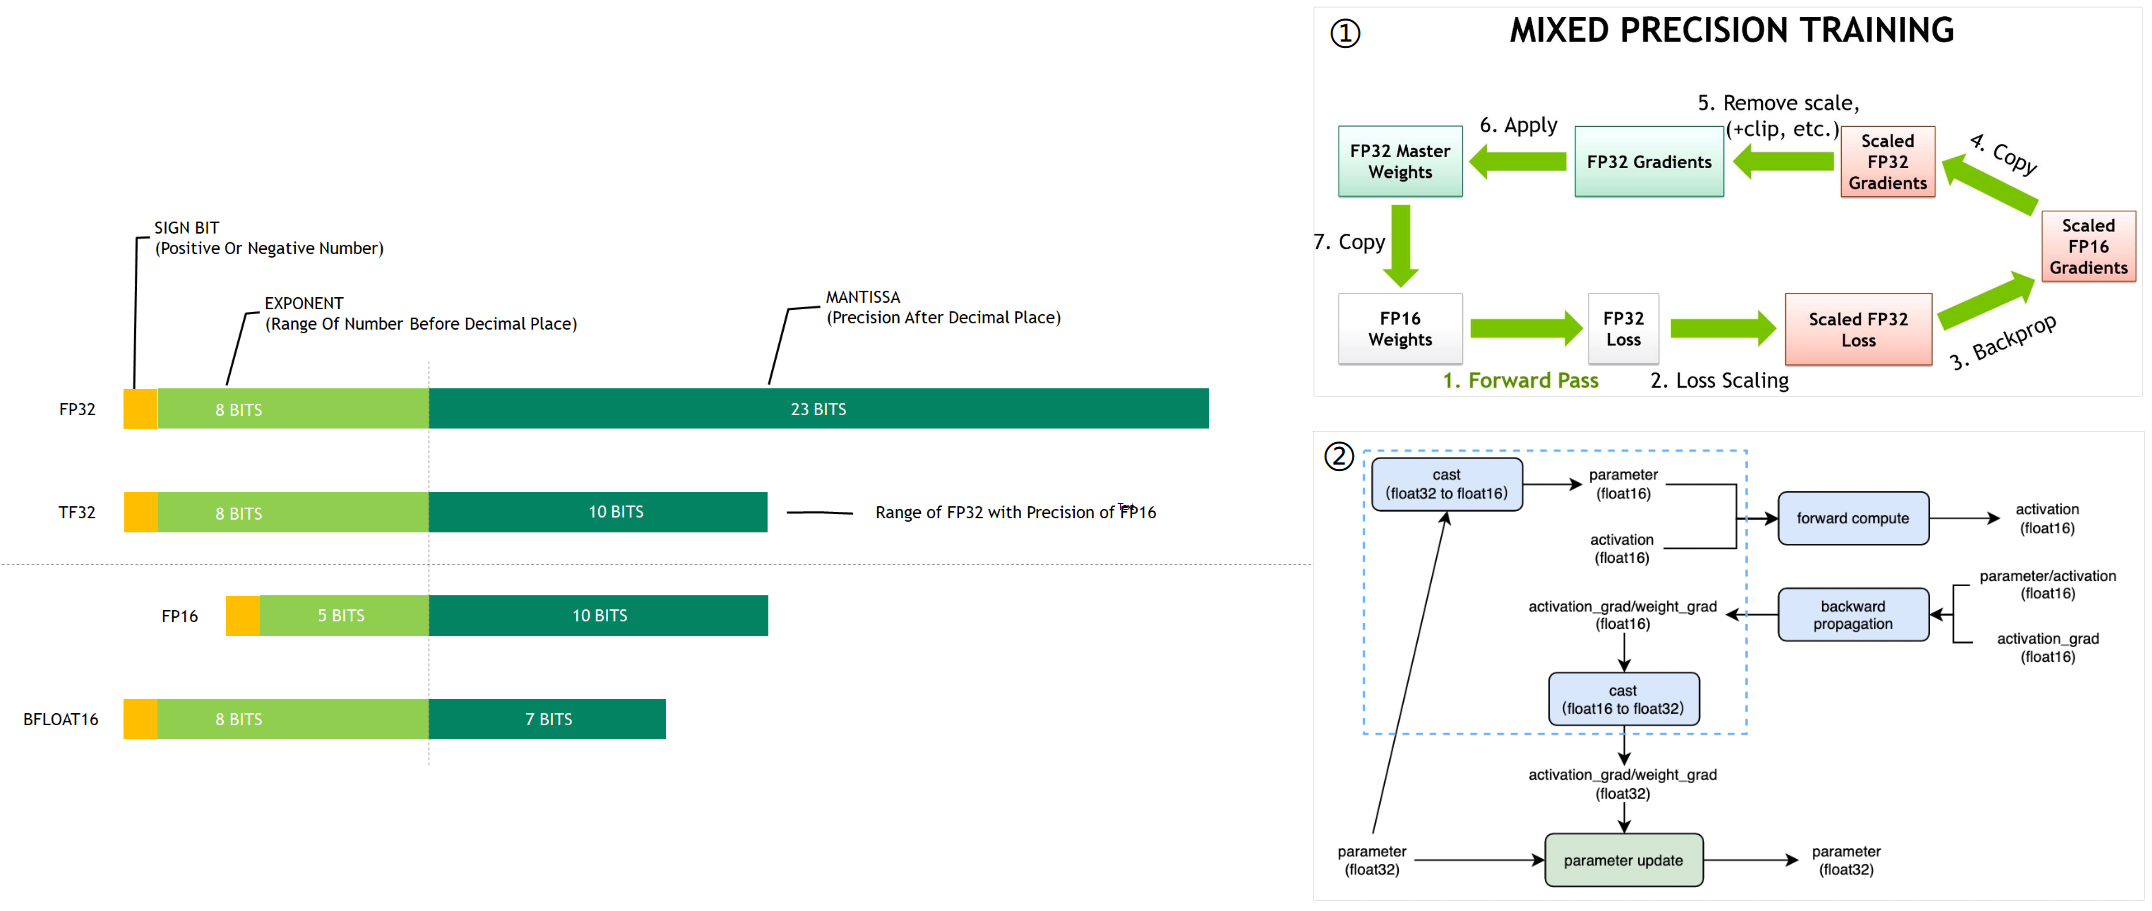 SIGN BIT
(Positive Or Negative Number)
EXPONENT
(Range Of Number Before Decimal Place)
MANTISSA
(Precision After Decimal Place)
FP32
8 BITS
23 BITS
TF32
8 BITS
10 BITS
Range of FP32 with Precision of FP16
FP16
5 BITS
10 BITS
BFLOAT16
8 BITS
7 BITS
①
MIXED PRECISION TRAINING
5. Remove scale,
(+clip, etc.)
6. Apply
4. Copy
FP32 Master
Weights
FP32 Gradients
Scaled
FP32
Gradients
Scaled
FP16
Gradients
7. Copy
FP16
Weights
FP32
Loss
Scaled FP32
Loss
3. Backprop
1. Forward Pass
2. Loss Scaling
②
cast
(float32 to float16)
parameter
(float16)
activation
(float16)
forward compute
activation
(float16)
activation_grad/weight_grad
(float16)
backward
propagation
parameter/activation
(float16)
activation_grad
(float16)
cast
(float16 to float32)
activation_grad/weight_grad
(float32)
parameter
(float32)
parameter update
parameter
(float32)